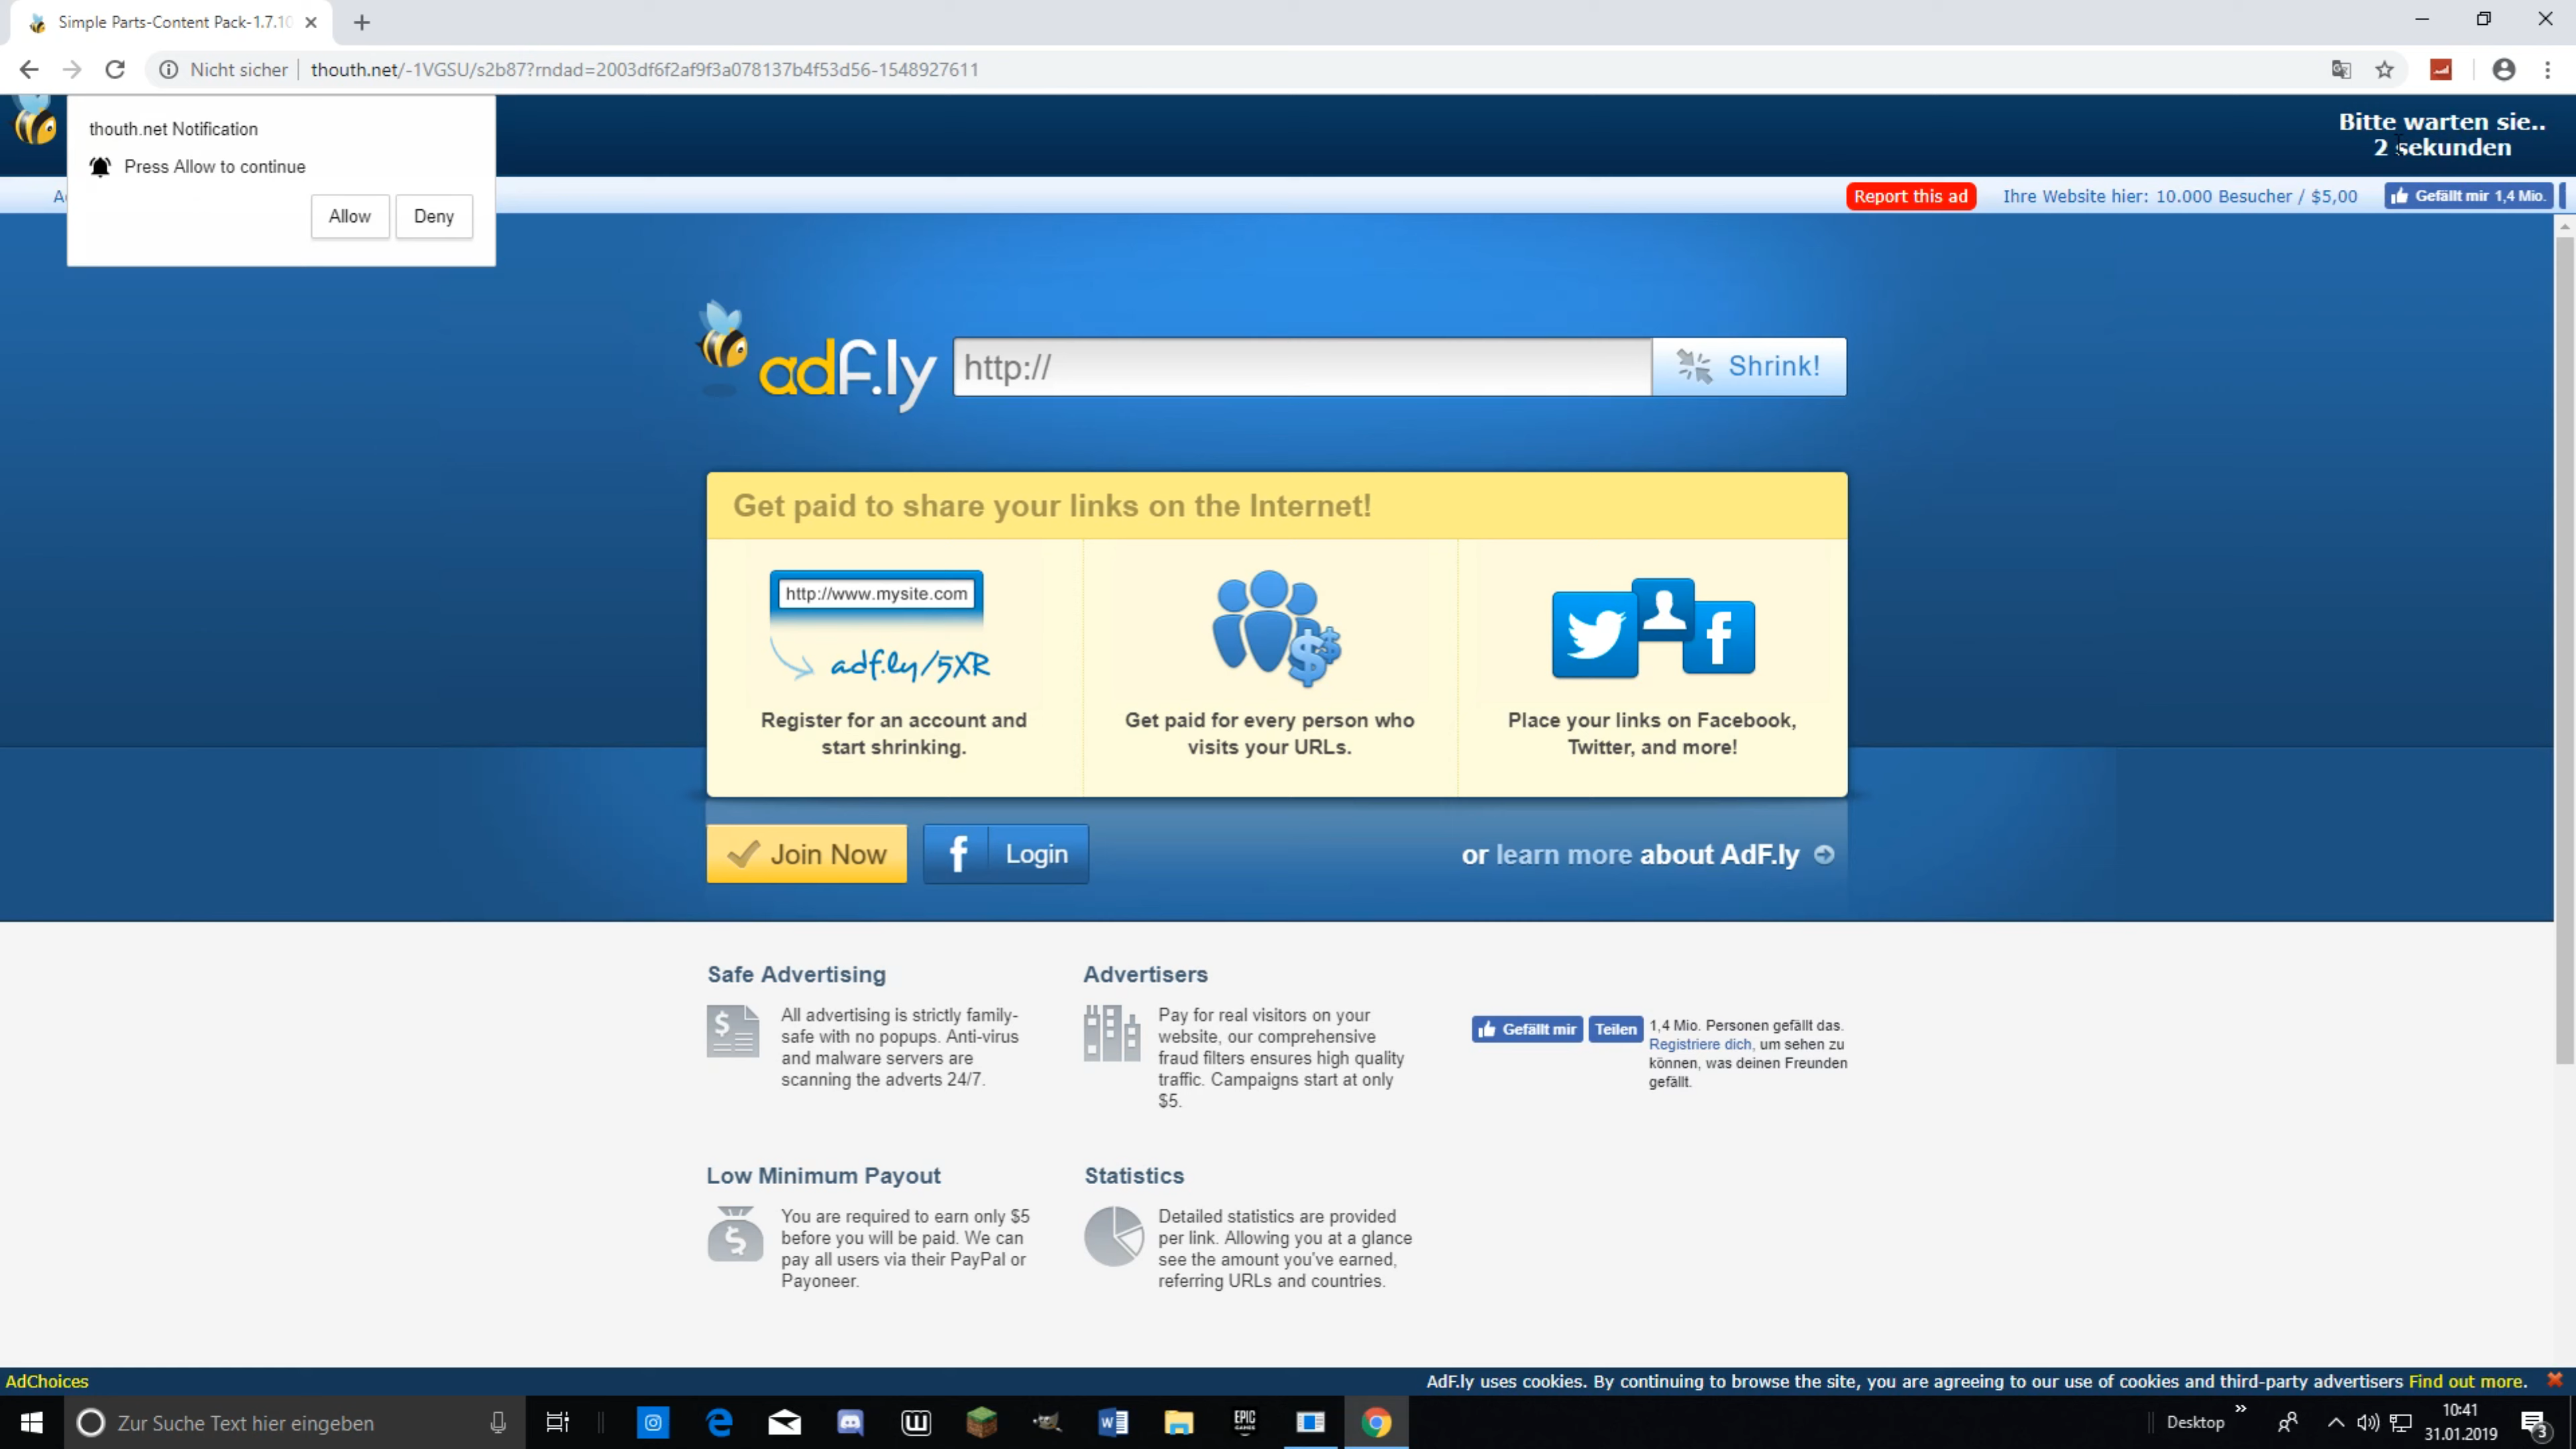 Simple Parts-Content Pack-1.7.10
Nicht sicher
thouth.net/-1VGSU/s2b87?rndad=2003df6f2af9f3a078137b4f53d56-1548927611
thouth.net Notification
Press Allow to continue
Allow
Deny
Bitte warten sie..
2 sekunden
Report this ad
Ihre Website hier: 10.000 Besucher / $5,00
Gefällt mir 1,4 Mio.
adf.ly
http://
Shrink!
Get paid to share your links on the Internet!
http://www.mysite.com
adf.ly/5XR
Register for an account and
start shrinking.
Get paid for every person who
visits your URLs.
Place your links on Facebook,
Twitter, and more!
Join Now
Login
or learn more about AdF.ly
Safe Advertising
All advertising is strictly family-
safe with no popups. Anti-virus
and malware servers are
scanning the adverts 24/7.
Advertisers
Pay for real visitors on your
website, our comprehensive
fraud filters ensures high quality
traffic. Campaigns start at only
$5.
Gefällt mir
Teilen
1,4 Mio. Personen gefällt das.
Registriere dich, um sehen zu
können, was deinen Freunden
gefällt.
Low Minimum Payout
You are required to earn only $5
before you will be paid. We can
pay all users via their PayPal or
Payoneer.
Statistics
Detailed statistics are provided
per link. Allowing you at a glance
see the amount you've earned,
referring URLs and countries.
AdChoices
AdF.ly uses cookies. By continuing to browse the site, you are agreeing to our use of cookies and third-party advertisers Find out more.
Zur Suche Text hier eingeben
EPIC
GAMES
Desktop
10:41
31.01.2019
3